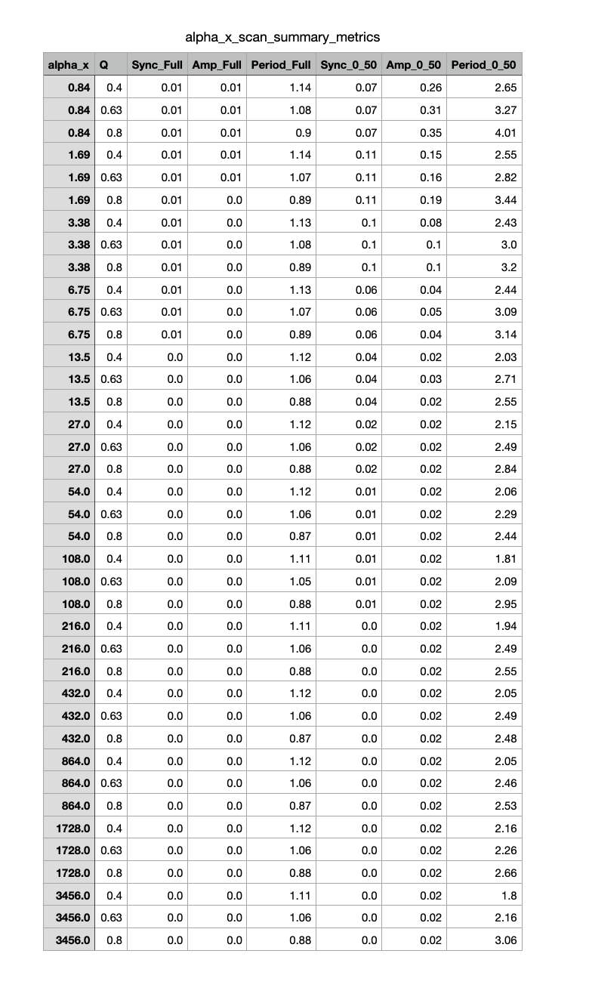 alpha_x_scan_summary_metrics
alpha_x Q Sync_Full Amp_Full Period_Full Sync_0_50 Amp_0_50 Period_0_50
0.84 0.4 0.01 0.01 1.14 0.07 0.26 2.65
0.84 0.63 0.01 0.01 1.08 0.07 0.31 3.27
0.84 0.8 0.01 0.01 0.9 0.07 0.35 4.01
1.69 0.4 0.01 0.01 1.14 0.11 0.15 2.55
1.69 0.63 0.01 0.01 1.07 0.11 0.16 2.82
1.69 0.8 0.01 0.0 0.89 0.11 0.19 3.44
3.38 0.4 0.01 0.0 1.13 0.1 0.08 2.43
3.38 0.63 0.01 0.0 1.08 0.1 0.1 3.0
3.38 0.8 0.01 0.0 0.89 0.1 0.1 3.2
6.75 0.4 0.01 0.0 1.13 0.06 0.04 2.44
6.75 0.63 0.01 0.0 1.07 0.06 0.05 3.09
6.75 0.8 0.01 0.0 0.89 0.06 0.04 3.14
13.5 0.4 0.0 0.0 1.12 0.04 0.02 2.03
13.5 0.63 0.0 0.0 1.06 0.04 0.03 2.71
13.5 0.8 0.0 0.0 0.88 0.04 0.02 2.55
27.0 0.4 0.0 0.0 1.12 0.02 0.02 2.15
27.0 0.63 0.0 0.0 1.06 0.02 0.02 2.49
27.0 0.8 0.0 0.0 0.88 0.02 0.02 2.84
54.0 0.4 0.0 0.0 1.12 0.01 0.02 2.06
54.0 0.63 0.0 0.0 1.06 0.01 0.02 2.29
54.0 0.8 0.0 0.0 0.87 0.01 0.02 2.44
108.0 0.4 0.0 0.0 1.11 0.01 0.02 1.81
108.0 0.63 0.0 0.0 1.05 0.01 0.02 2.09
108.0 0.8 0.0 0.0 0.88 0.01 0.02 2.95
216.0 0.4 0.0 0.0 1.11 0.0 0.02 1.94
216.0 0.63 0.0 0.0 1.06 0.0 0.02 2.49
216.0 0.8 0.0 0.0 0.88 0.0 0.02 2.55
432.0 0.4 0.0 0.0 1.12 0.0 0.02 2.05
432.0 0.63 0.0 0.0 1.06 0.0 0.02 2.49
432.0 0.8 0.0 0.0 0.87 0.0 0.02 2.48
864.0 0.4 0.0 0.0 1.12 0.0 0.02 2.05
864.0 0.63 0.0 0.0 1.06 0.0 0.02 2.46
864.0 0.8 0.0 0.0 0.87 0.0 0.02 2.53
1728.0 0.4 0.0 0.0 1.12 0.0 0.02 2.16
1728.0 0.63 0.0 0.0 1.06 0.0 0.02 2.26
1728.0 0.8 0.0 0.0 0.88 0.0 0.02 2.66
3456.0 0.4 0.0 0.0 1.11 0.0 0.02 1.8
3456.0 0.63 0.0 0.0 1.06 0.0 0.02 2.16
3456.0 0.8 0.0 0.0 0.88 0.0 0.02 3.06